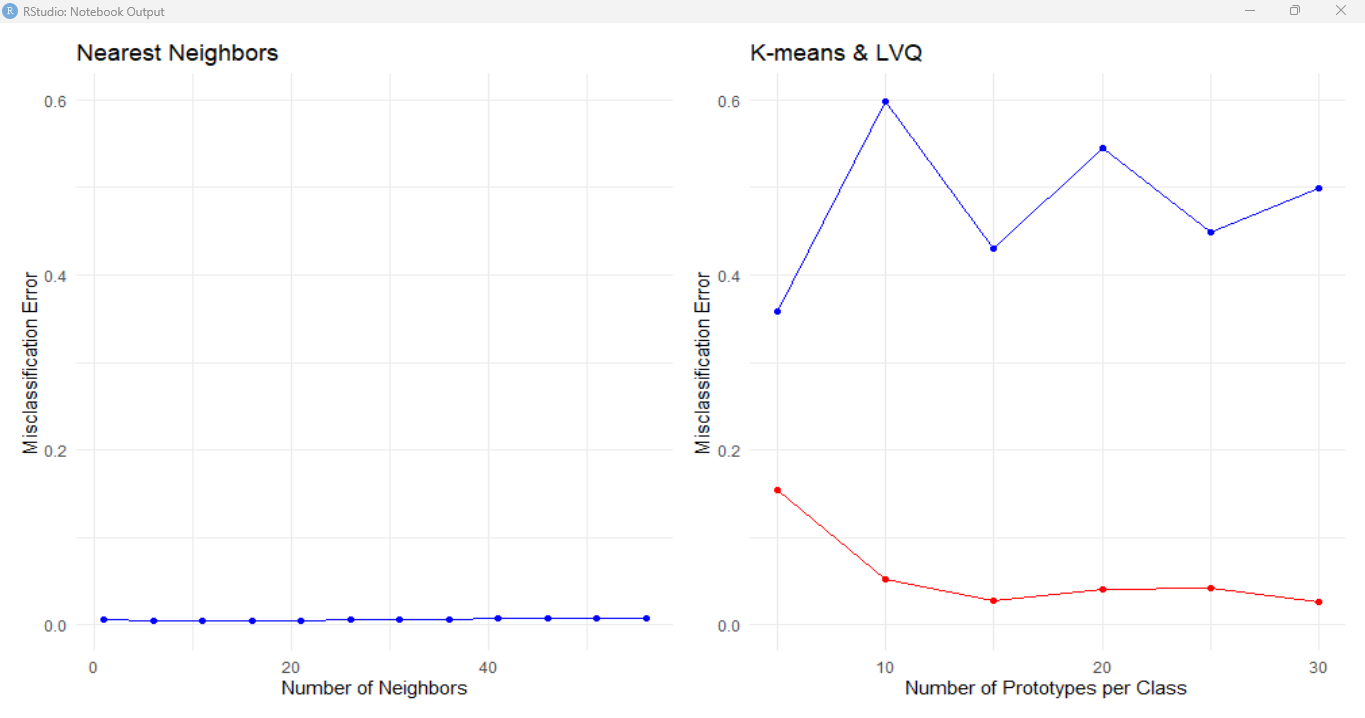 R RStudio: Notebook Output
Nearest Neighbors
Misclassification Error
0.6
0.4
0.2
0.0
0 20 40
Number of Neighbors
K-means & LVQ
Misclassification Error
0.6
0.4
0.2
0.0
10 20 30
Number of Prototypes per Class